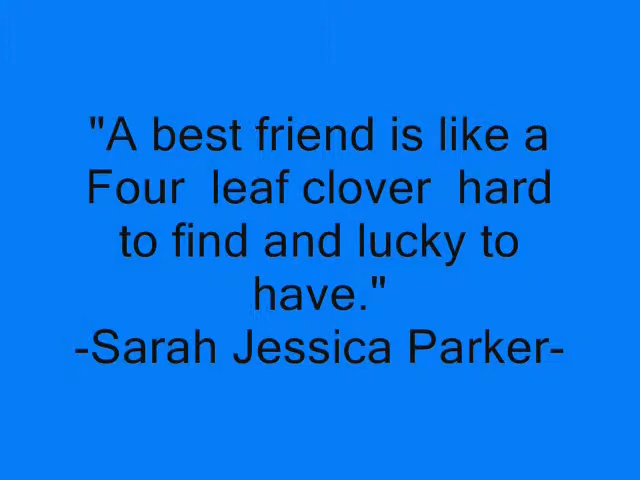 "A best friend is like a
Four  leaf clover  hard
to find and lucky to
have."
-Sarah Jessica Parker-